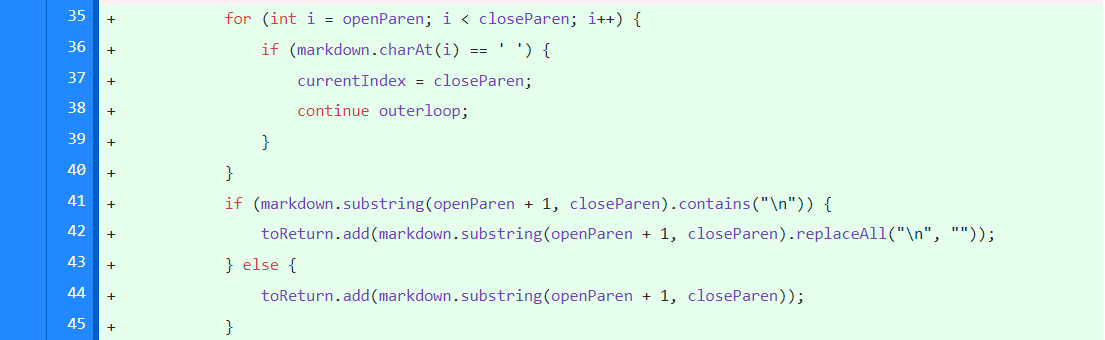 35 + for (int i = openParen; i < closeParen; i++) {
36 + if (markdown.charAt(i) == ' ') {
37 + currentIndex = closeParen;
38 + continue outerloop;
39 + }
40 + }
41 + if (markdown.substring(openParen + 1, closeParen).contains("\n")) {
42 + toReturn.add(markdown.substring(openParen + 1, closeParen).replaceAll("\n", ""));
43 + } else {
44 + toReturn.add(markdown.substring(openParen + 1, closeParen));
45 + }